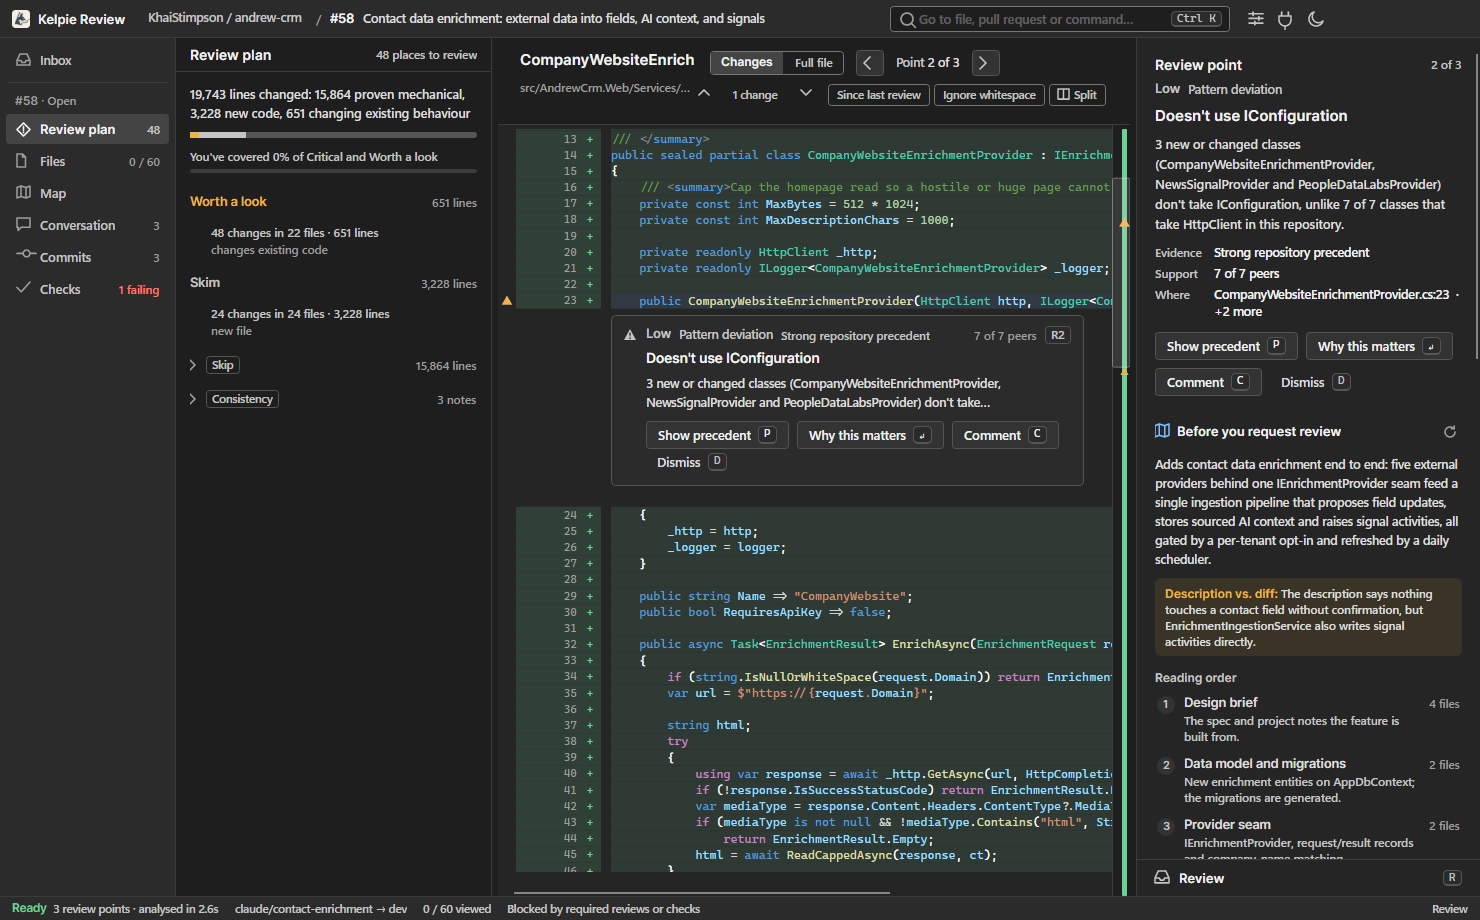 Kelpie Review
KhaiStimpson / andrew-crm / #58 Contact data enrichment: external data into fields, AI context, and signals
Go to file, pull request or command... Ctrl K
Inbox
#58 · Open
Review plan 48
Files 0 / 60
Map
Conversation 3
Commits 3
Checks 1 failing
Review plan 48 places to review
19,743 lines changed: 15,864 proven mechanical,
3,228 new code, 651 changing existing behaviour
You've covered 0% of Critical and Worth a look
Worth a look 651 lines
48 changes in 22 files · 651 lines
changes existing code
Skim 3,228 lines
24 changes in 24 files · 3,228 lines
new file
Skip 15,864 lines
Consistency 3 notes
CompanyWebsiteEnrich Changes Full file Point 2 of 3
src/AndrewCrm.Web/Services/... 1 change Since last review Ignore whitespace Split
13 + /// </summary>
14 + public sealed partial class CompanyWebsiteEnrichmentProvider : IEnrichm
15 + {
16 + /// <summary>Cap the homepage read so a hostile or huge page cannot
17 + private const int MaxBytes = 512 * 1024;
18 + private const int MaxDescriptionChars = 1000;
19 +
20 + private readonly HttpClient _http;
21 + private readonly ILogger<CompanyWebsiteEnrichmentProvider> _logger;
22 +
23 + public CompanyWebsiteEnrichmentProvider(HttpClient http, ILogger<Co
Low Pattern deviation Strong repository precedent 7 of 7 peers R2
Doesn't use IConfiguration
3 new or changed classes (CompanyWebsiteEnrichmentProvider,
NewsSignalProvider and PeopleDataLabsProvider) don't take...
Show precedent P Why this matters ↲ Comment C
Dismiss D
24 + {
25 + _http = http;
26 + _logger = logger;
27 + }
28 +
29 + public string Name => "CompanyWebsite";
30 + public bool RequiresApiKey => false;
31 +
32 + public async Task<EnrichmentResult> EnrichAsync(EnrichmentRequest r
33 + {
34 + if (string.IsNullOrWhiteSpace(request.Domain)) return Enrichment
35 + var url = $"https://{request.Domain}";
36 +
37 + string html;
38 + try
39 + {
40 + using var response = await _http.GetAsync(url, HttpCompletio
41 + if (!response.IsSuccessStatusCode) return EnrichmentResult.
42 + var mediaType = response.Content.Headers.ContentType?.Media
43 + if (mediaType is not null && !mediaType.Contains("html", St
44 + return EnrichmentResult.Empty;
45 + html = await ReadCappedAsync(response, ct);
46 + }
Review point 2 of 3
Low Pattern deviation
Doesn't use IConfiguration
3 new or changed classes
(CompanyWebsiteEnrichmentProvider,
NewsSignalProvider and PeopleDataLabsProvider)
don't take IConfiguration, unlike 7 of 7 classes that
take HttpClient in this repository.
Evidence Strong repository precedent
Support 7 of 7 peers
Where CompanyWebsiteEnrichmentProvider.cs:23 ·
+2 more
Show precedent P Why this matters ↲
Comment C Dismiss D
Before you request review
Adds contact data enrichment end to end: five external
providers behind one IEnrichmentProvider seam feed a
single ingestion pipeline that proposes field updates,
stores sourced AI context and raises signal activities, all
gated by a per-tenant opt-in and refreshed by a daily
scheduler.
Description vs. diff: The description says nothing
touches a contact field without confirmation, but
EnrichmentIngestionService also writes signal
activities directly.
Reading order
1 Design brief 4 files
The spec and project notes the feature is
built from.
2 Data model and migrations 2 files
New enrichment entities on AppDbContext;
the migrations are generated.
3 Provider seam 2 files
IEnrichmentProvider, request/result records
and company-name matching
Review R
Ready 3 review points · analysed in 2.6s claude/contact-enrichment → dev 0 / 60 viewed Blocked by required reviews or checks Review